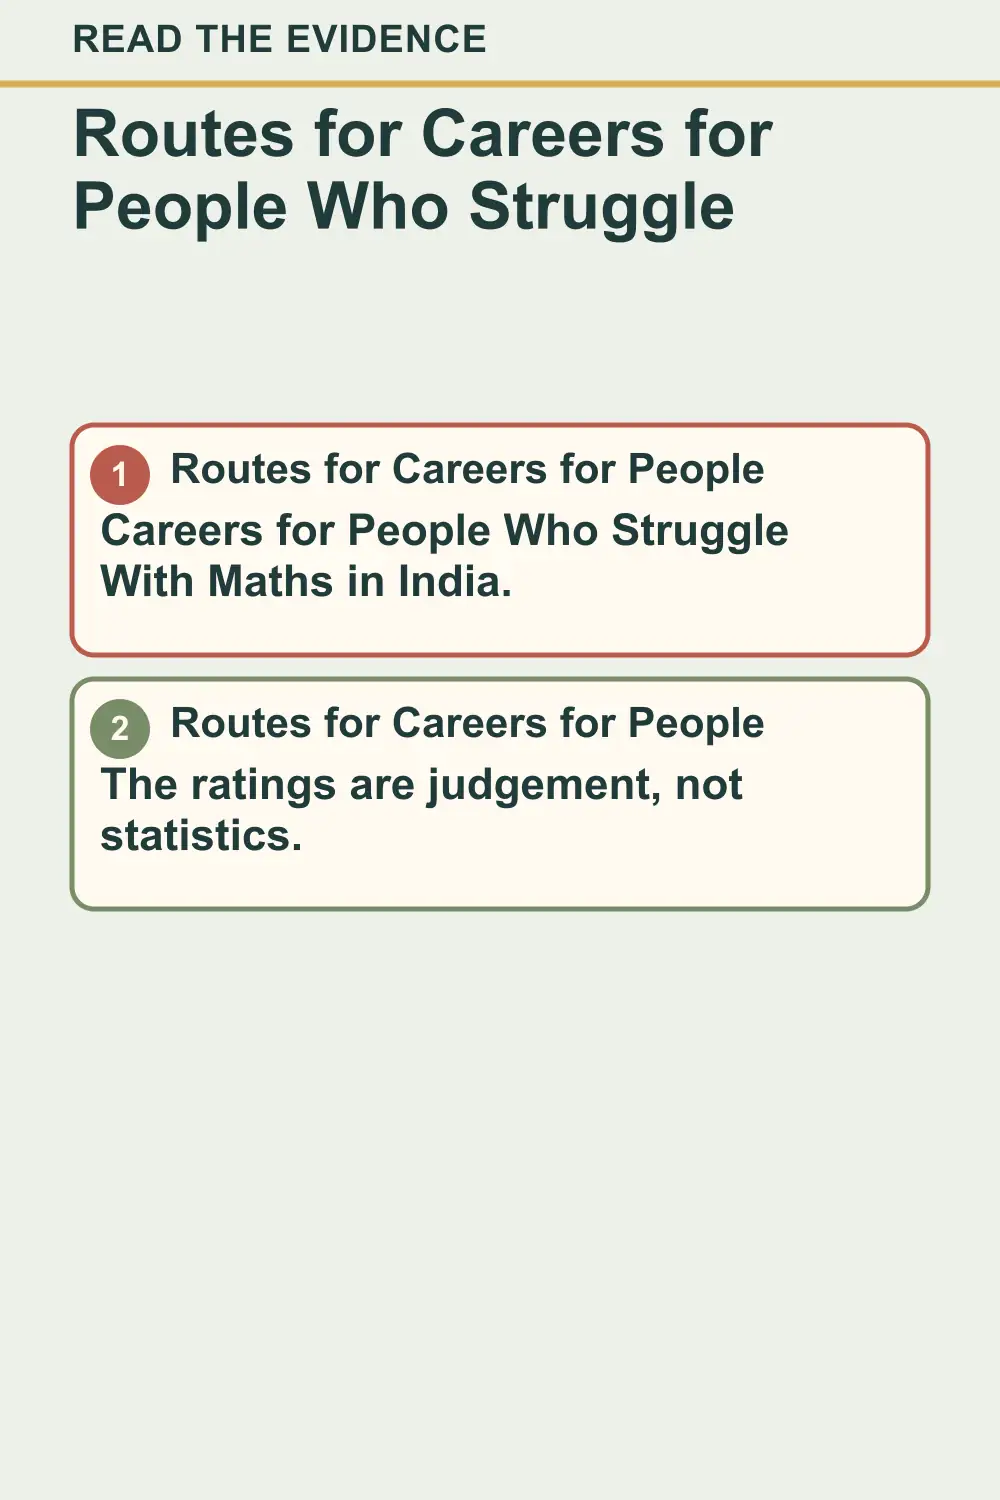 READ THE EVIDENCE
Routes for Careers for
People Who Struggle
1 Routes for Careers for People
Careers for People Who Struggle
With Maths in India.
2 Routes for Careers for People
The ratings are judgement, not
statistics.